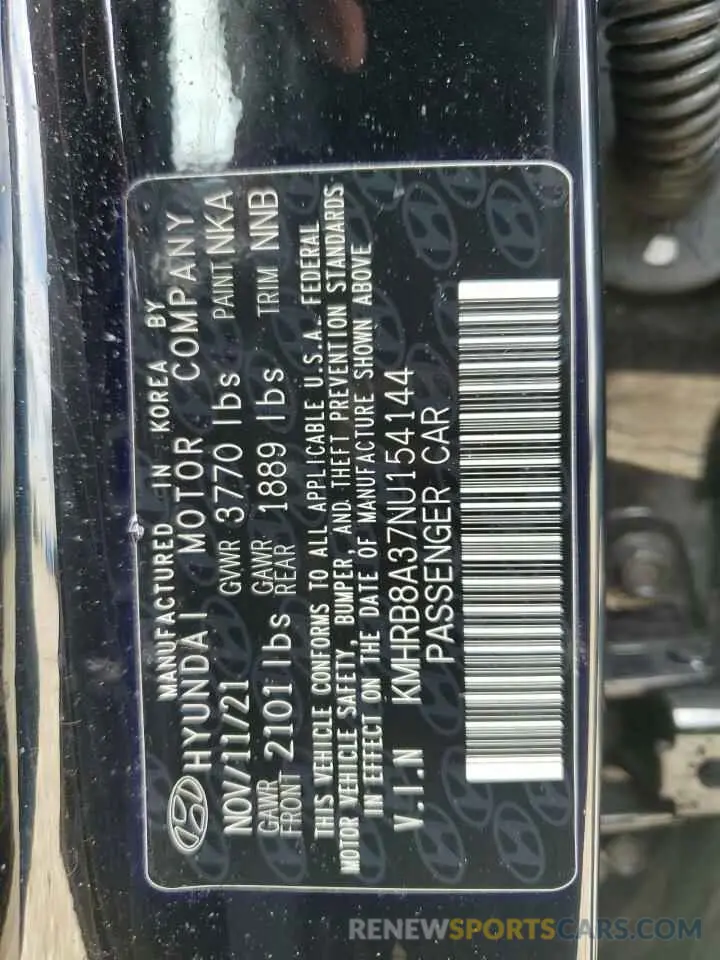 MANUFACTURED IN KOREA BY
HYUNDAI MOTOR COMPANY
NOV/11/21 GVWR 3770 lbs PAINT NKA
GAWR FRONT 2101 lbs GAWR REAR 1889 lbs TRIM NNB
THIS VEHICLE CONFORMS TO ALL APPLICABLE U.S.A. FEDERAL
MOTOR VEHICLE SAFETY, BUMPER, AND THEFT PREVENTION STANDARDS
IN EFFECT ON THE DATE OF MANUFACTURE SHOWN ABOVE
V.I.N KMHRB8A37NU154144
PASSENGER CAR
RENEWSPORTSCARS.COM